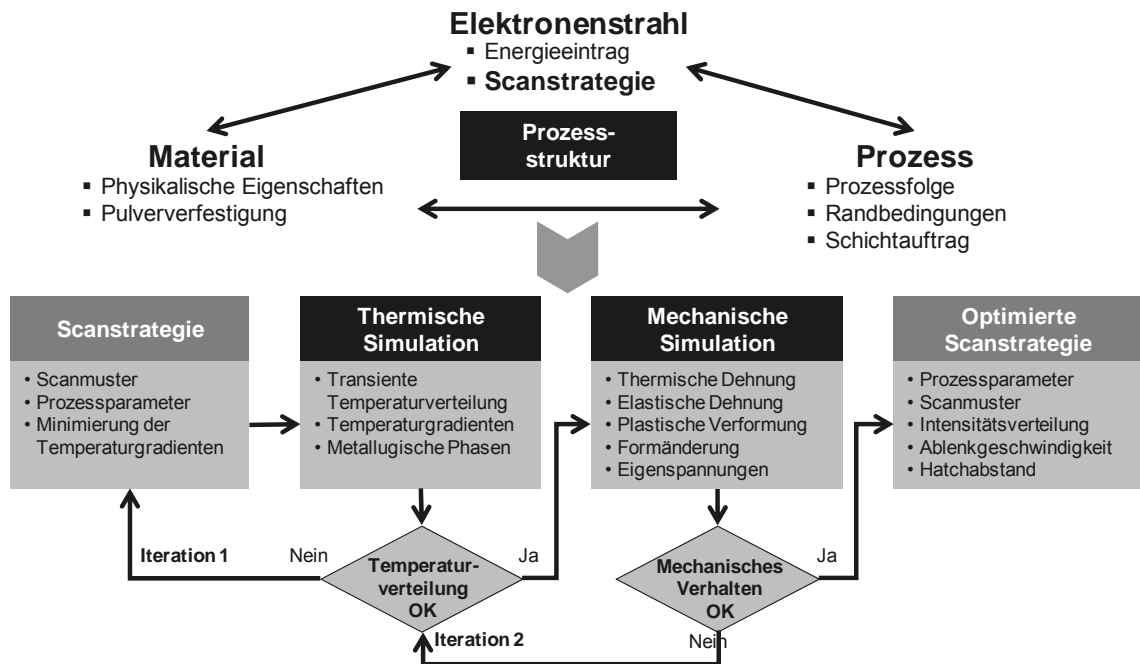 Elektronenstrahl
▪ Energieeintrag
▪ Scanstrategie
Prozess-
struktur
Material
▪ Physikalische Eigenschaften
▪ Pulververfestigung
Prozess
▪ Prozessfolge
▪ Randbedingungen
▪ Schichtauftrag
Scanstrategie
• Scanmuster
• Prozessparameter
• Minimierung der
Temperaturgradienten
Thermische
Simulation
• Transiente
Temperaturverteilung
• Temperaturgradienten
• Metallugische Phasen
Mechanische
Simulation
• Thermische Dehnung
• Elastische Dehnung
• Plastische Verformung
• Formänderung
• Eigenspannungen
Optimierte
Scanstrategie
• Prozessparameter
• Scanmuster
• Intensitätsverteilung
• Ablenkgeschwindigkeit
• Hatchabstand
Iteration 1
Nein
Temperatur-
verteilung
OK
Ja
Mechanisches
Verhalten
OK
Ja
Iteration 2
Nein